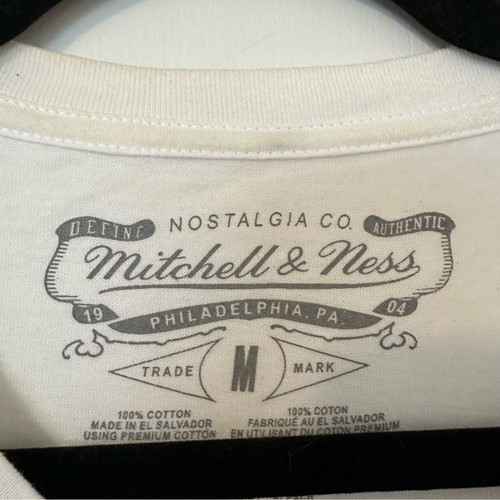 NOSTALGIA CO.
DEFINE
AUTHENTIC
Mitchell & Ness
19
04
PHILADELPHIA, PA.
TRADE
M
MARK
100% COTTON
MADE IN EL SALVADOR
USING PREMIUM COTTON
100% COTON
FABRIQUÉ AU EL SALVADOR
EN UTILISANT DU COTON PREMIUM